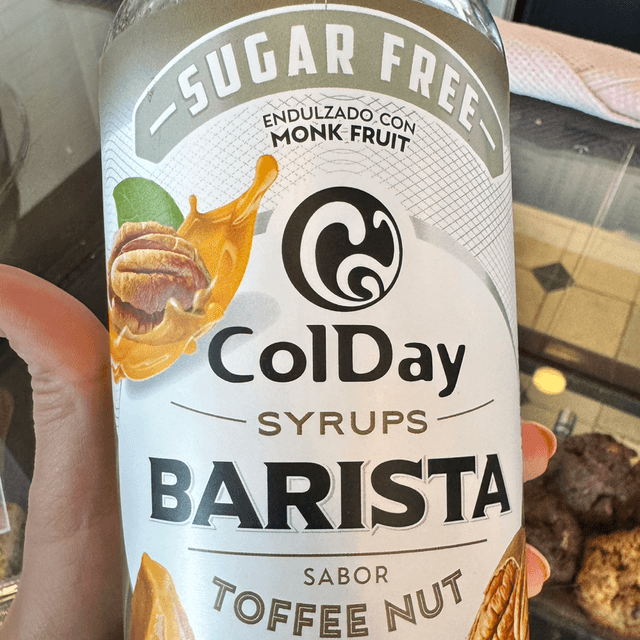 SUGAR FREE
ENDULZADO CON
MONK FRUIT
ColDay
SYRUPS
BARISTA
SABOR
TOFFEE NUT